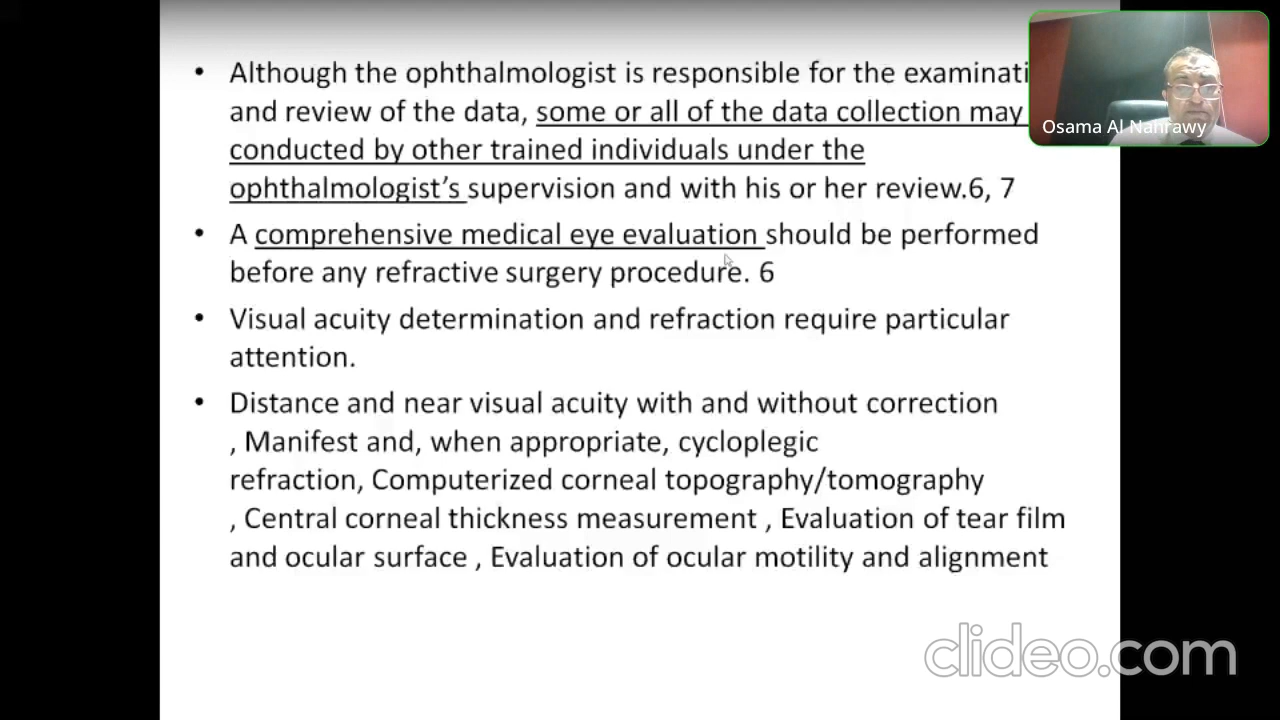 • Although the ophthalmologist is responsible for the examinati
and review of the data, some or all of the data collection may
conducted by other trained individuals under the
ophthalmologist’s supervision and with his or her review.6, 7
• A comprehensive medical eye evaluation should be performed
before any refractive surgery procedure. 6
• Visual acuity determination and refraction require particular
attention.
• Distance and near visual acuity with and without correction
, Manifest and, when appropriate, cycloplegic
refraction, Computerized corneal topography/tomography
, Central corneal thickness measurement , Evaluation of tear film
and ocular surface , Evaluation of ocular motility and alignment
Osama Al Nahrawy
clideo.com